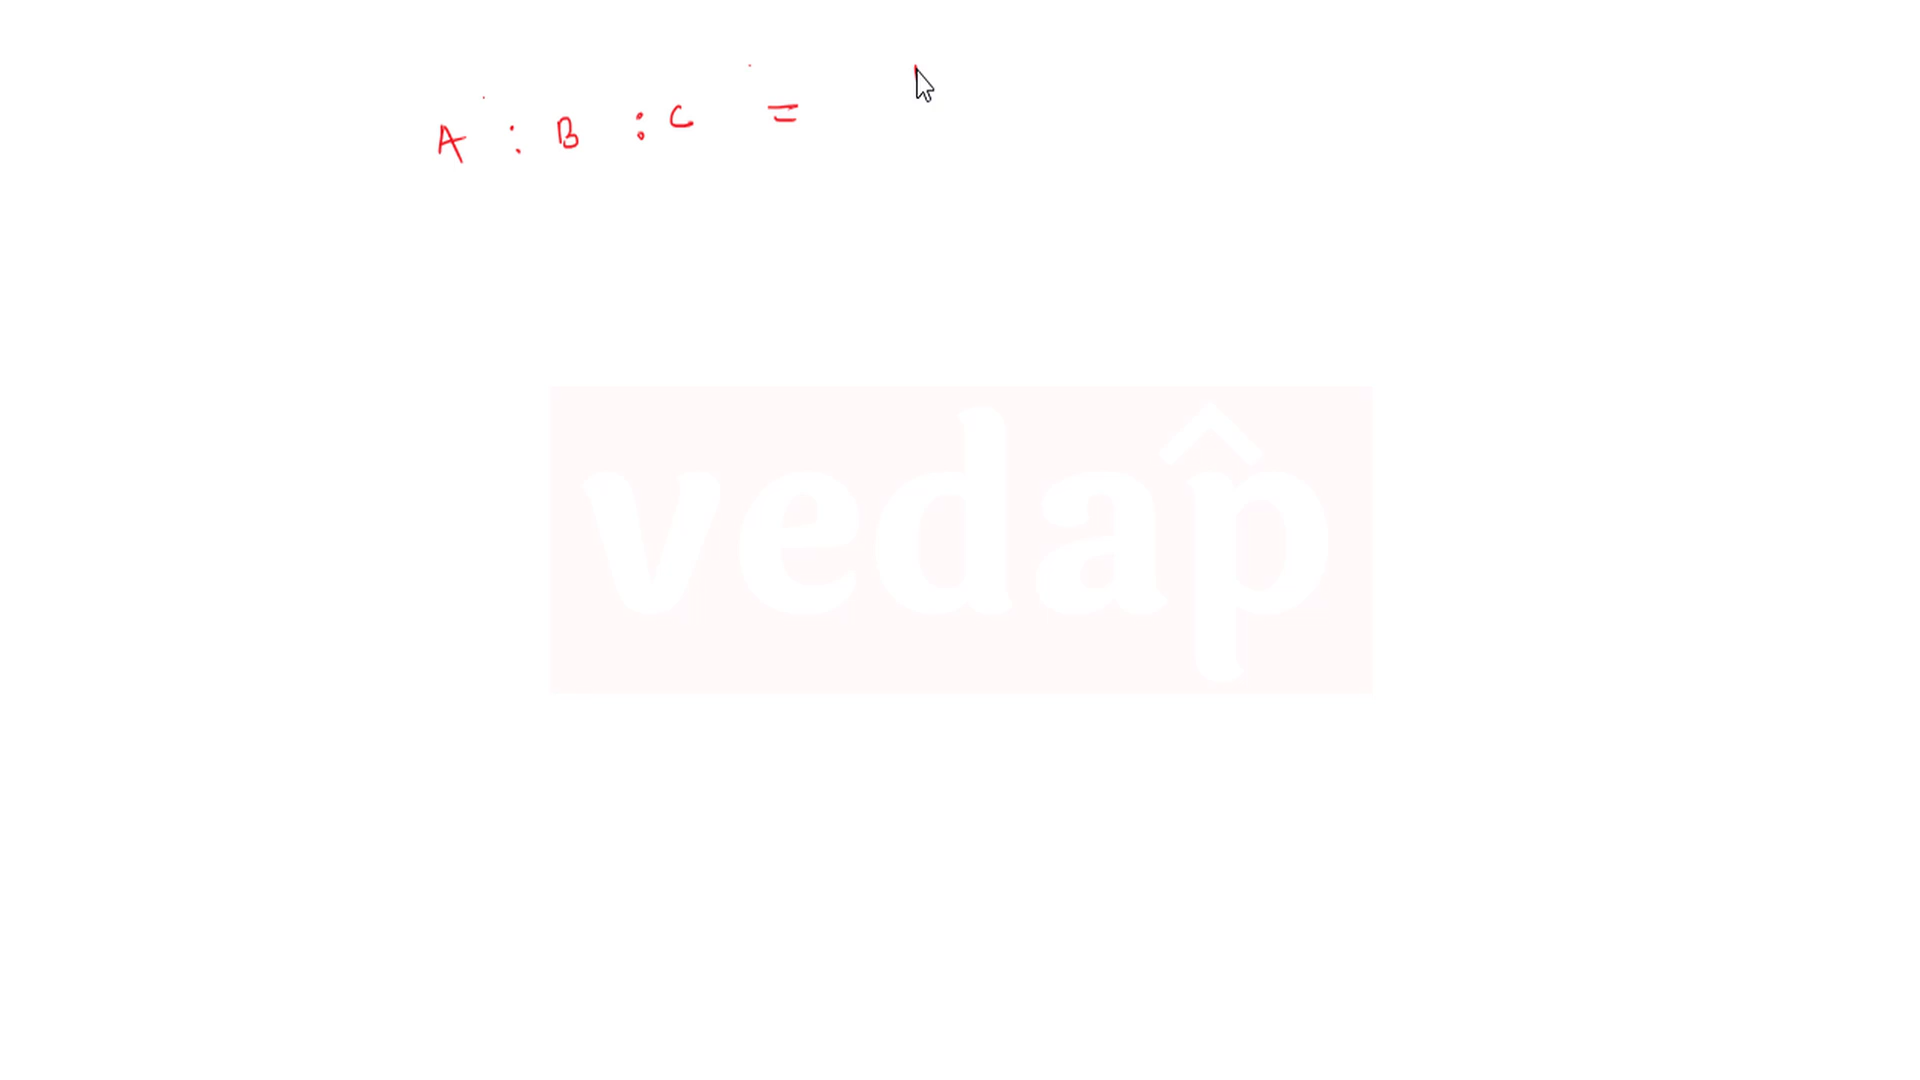 A : B : C =
vedap̂